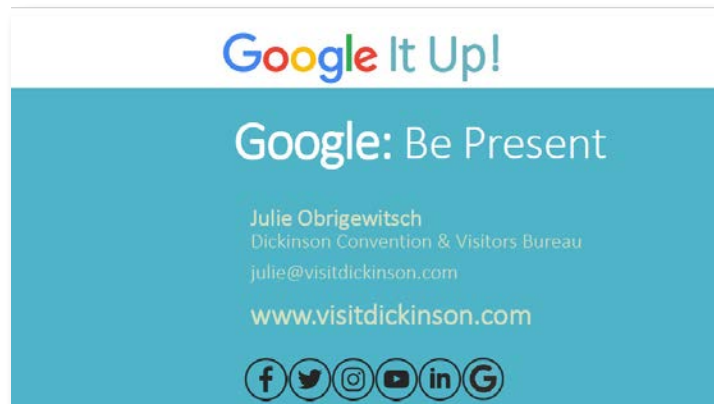 Google It Up!
Google: Be Present
Julie Obrigewitsch
Dickinson Convention & Visitors Bureau
julie@visitdickinson.com
www.visitdickinson.com